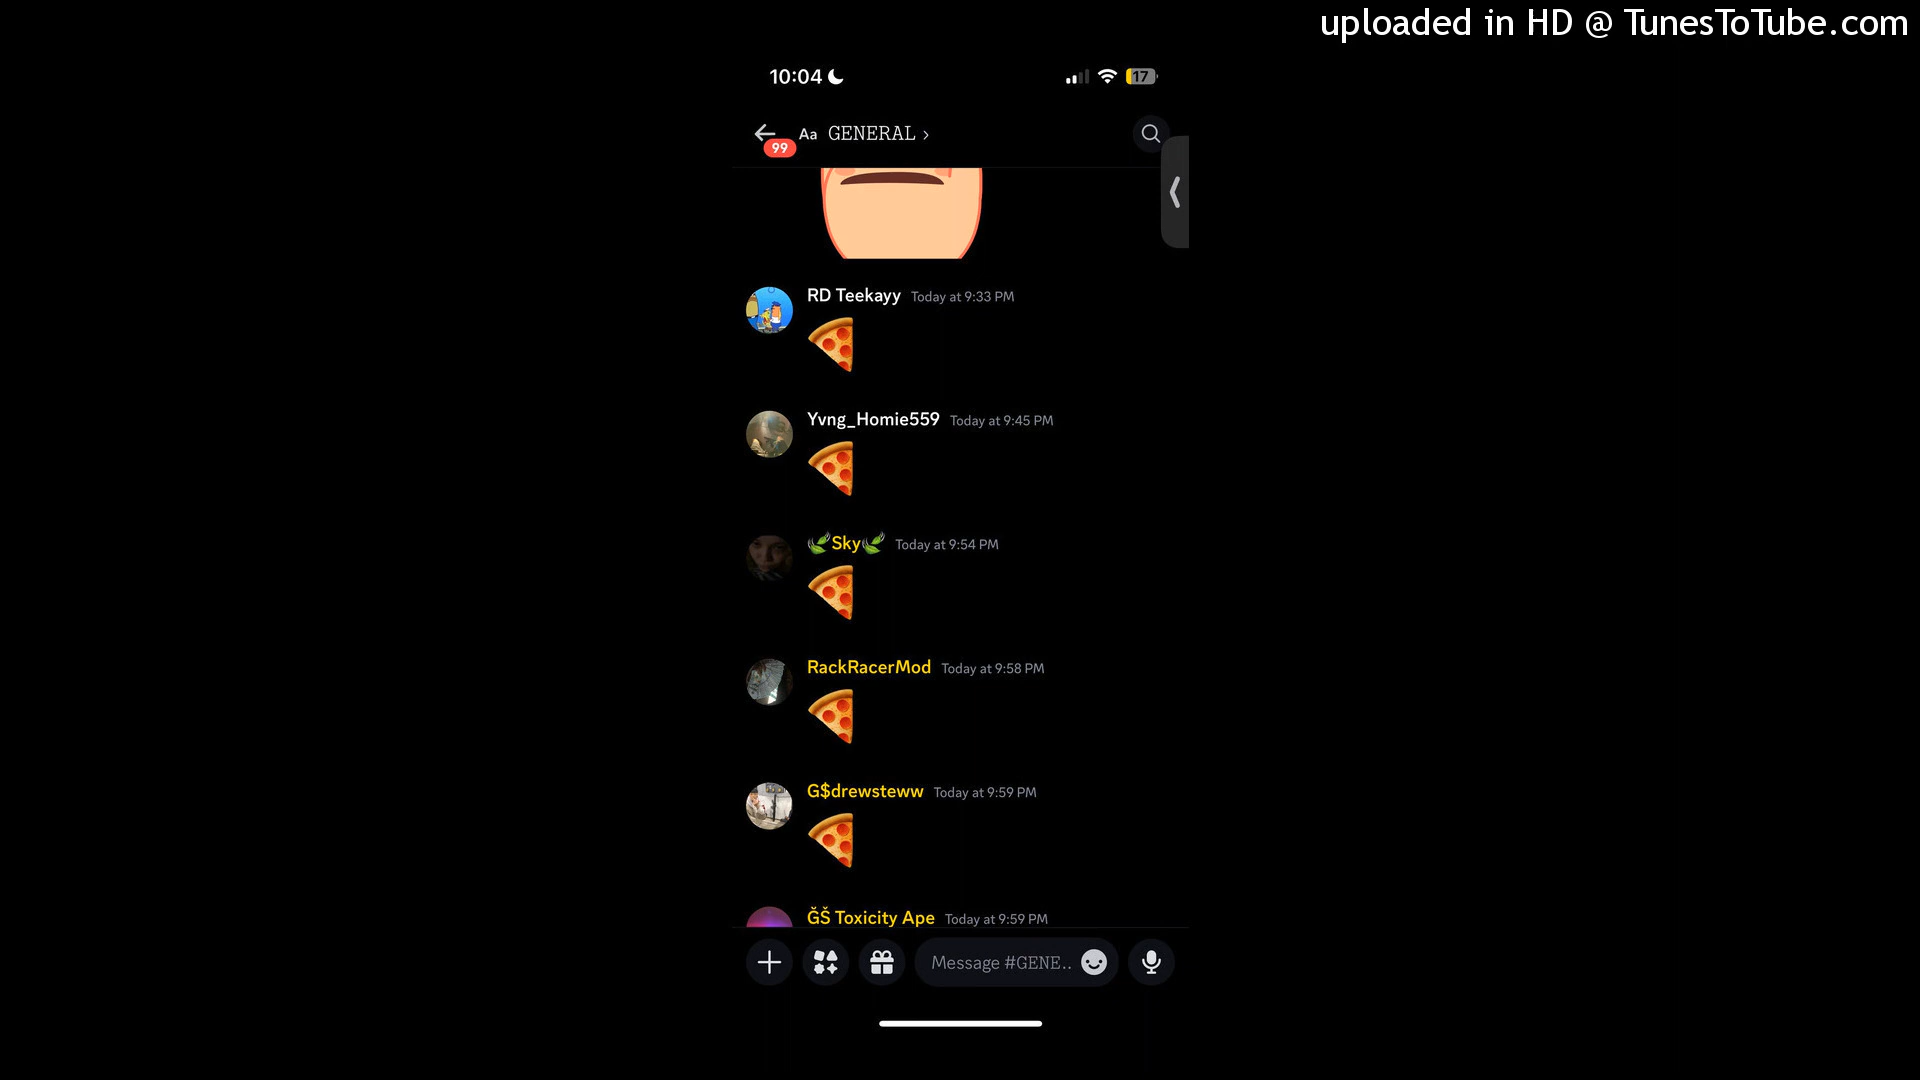 uploaded in HD @ TunesToTube.com
10:04
17
99
Aa GENERAL >
RD Teekayy Today at 9:33 PM
Yvng_Homie559 Today at 9:45 PM
🌿Sky🌿 Today at 9:54 PM
RackRacerMod Today at 9:58 PM
G$drewsteww Today at 9:59 PM
ĞŠ Toxicity Ape Today at 9:59 PM
Message #GENE..